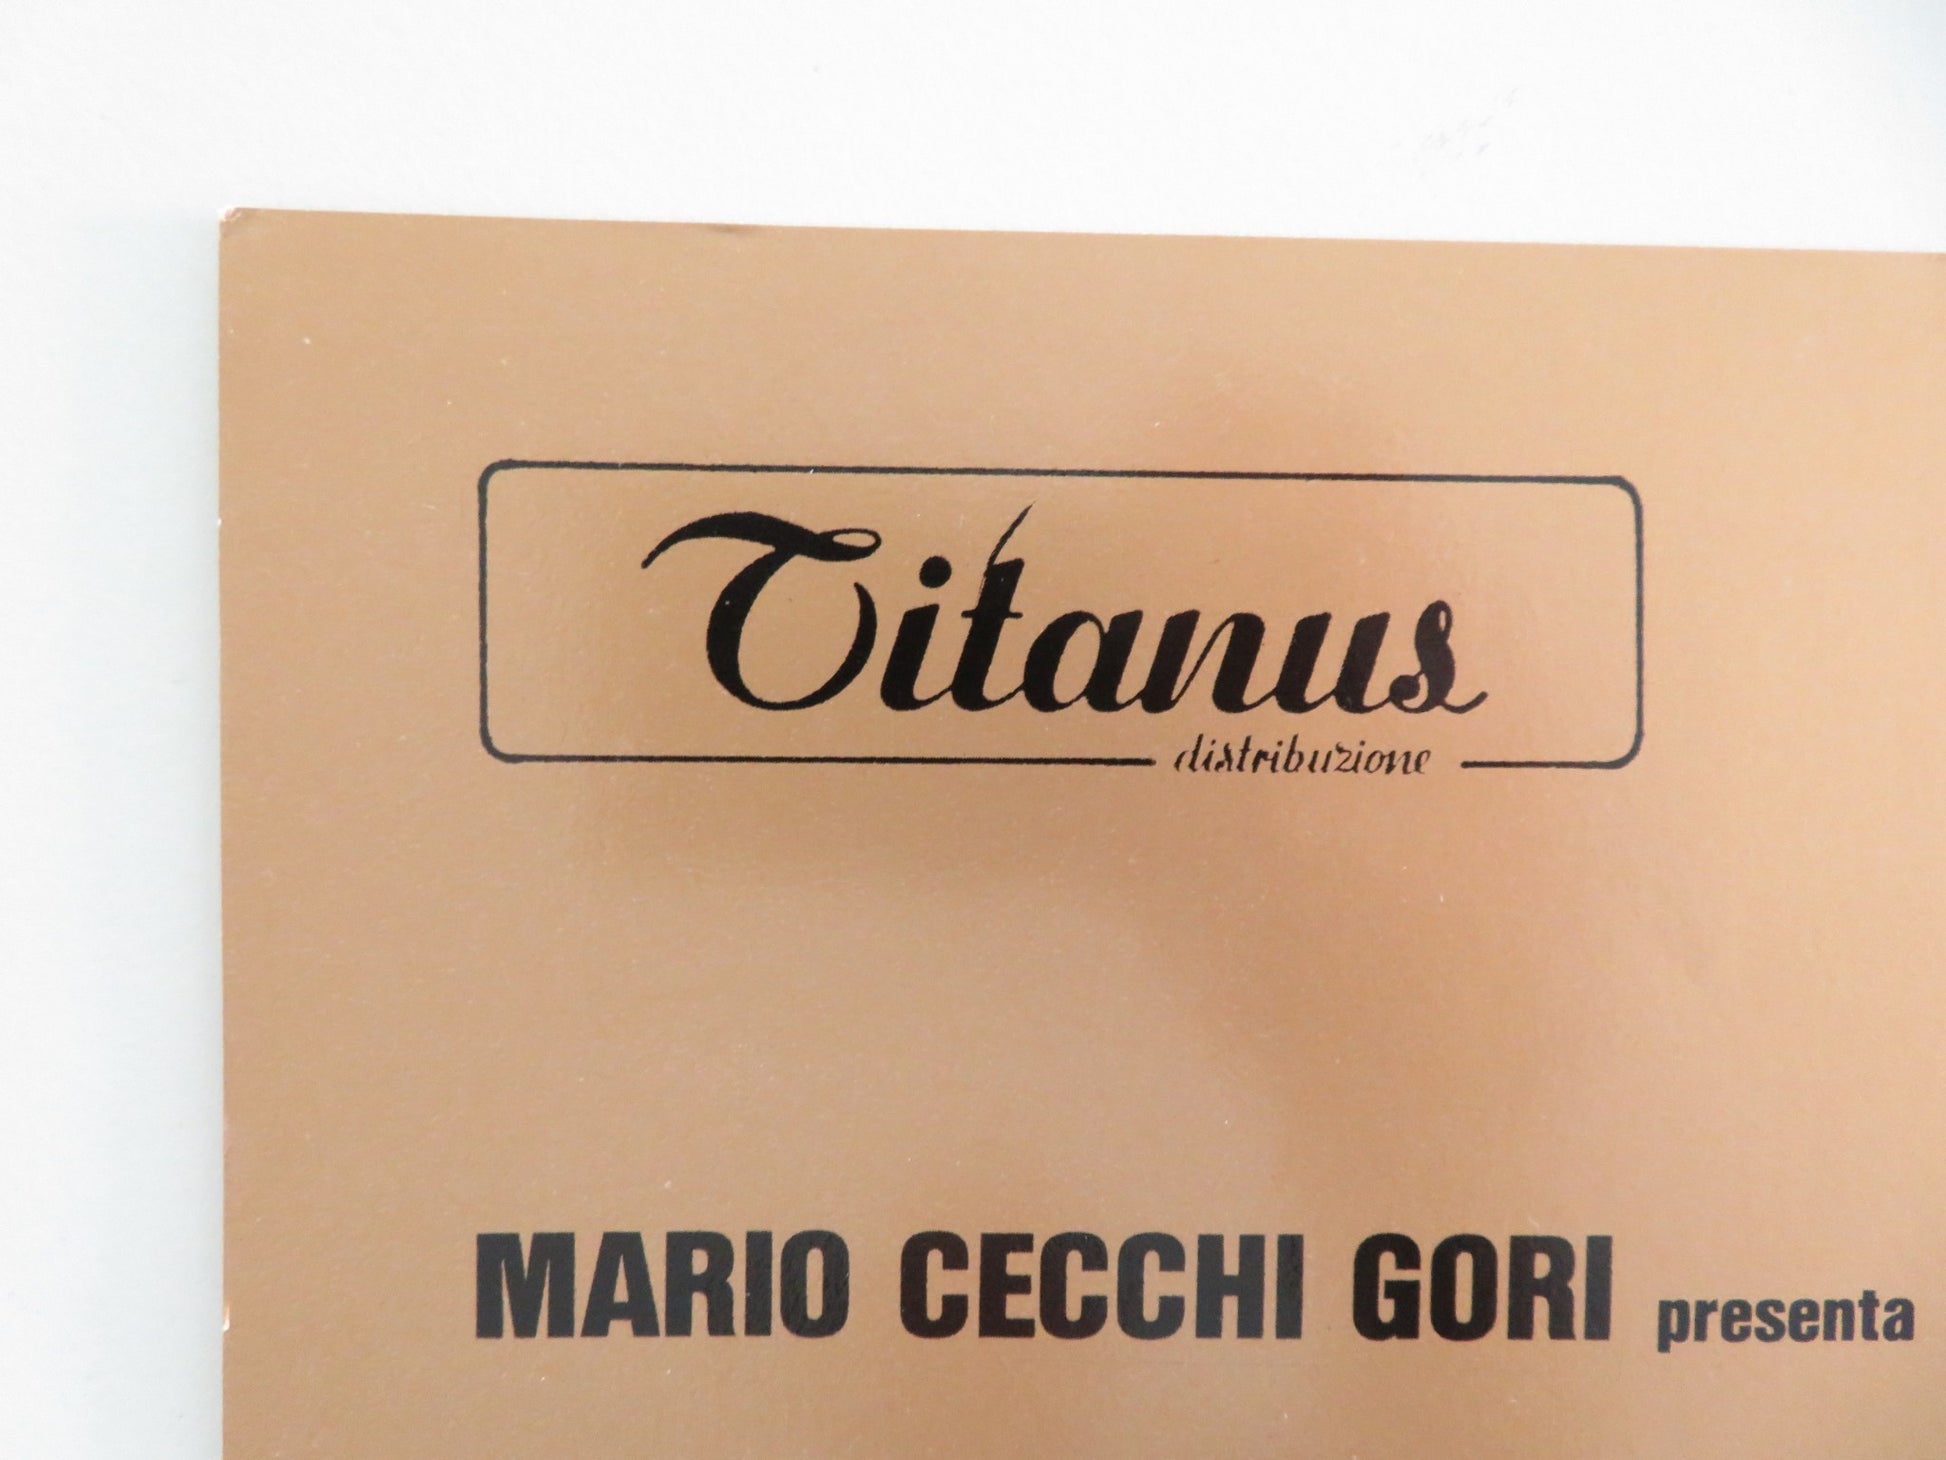 Titanus
distribuzione
MARIO CECCHI GORI presenta